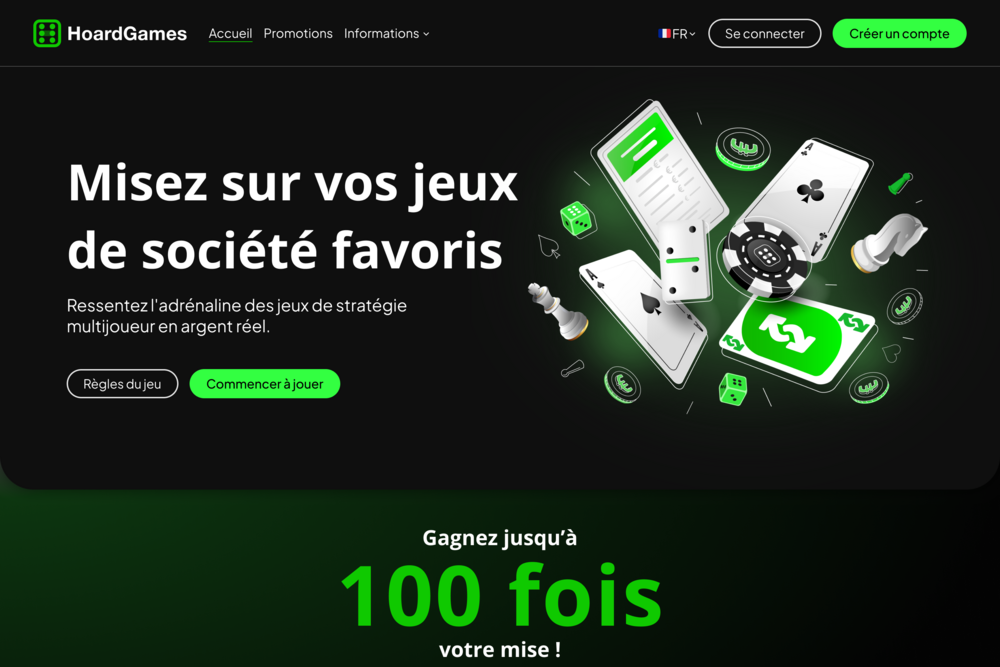 HoardGames
Accueil
Promotions
Informations
FR
Se connecter
Créer un compte
Misez sur vos jeux
de société favoris
Ressentez l'adrénaline des jeux de stratégie
multijoueur en argent réel.
Règles du jeu
Commencer à jouer
A
A
A
A
Gagnez jusqu’à
100 fois
votre mise !